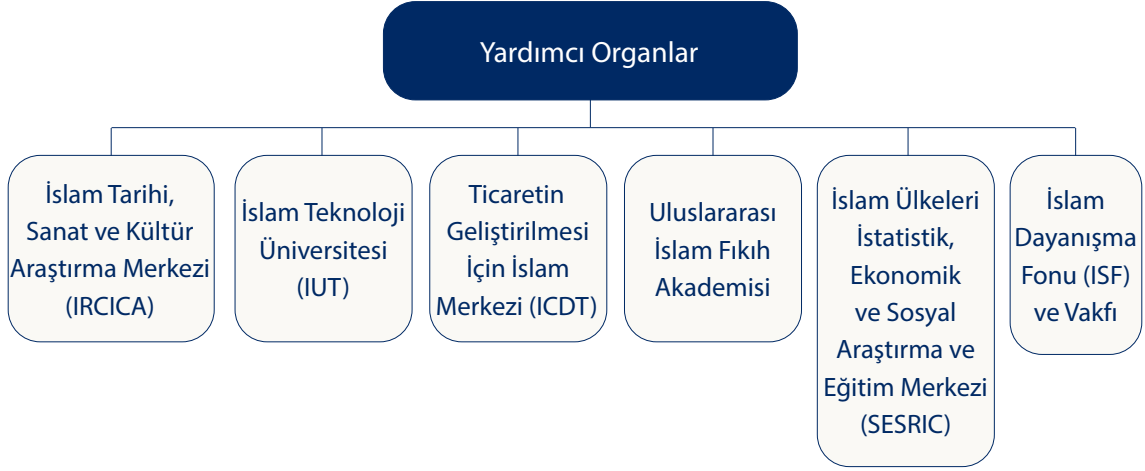 Yardımcı Organlar
İslam Tarihi,
Sanat ve Kültür
Araştırma Merkezi
(IRCICA)
İslam Teknoloji
Üniversitesi
(IUT)
Ticaretin
Geliştirilmesi
İçin İslam
Merkezi (ICDT)
Uluslararası
İslam Fıkıh
Akademisi
İslam Ülkeleri
İstatistik,
Ekonomik
ve Sosyal
Araştırma ve
Eğitim Merkezi
(SESRIC)
İslam
Dayanışma
Fonu (ISF)
ve Vakfı